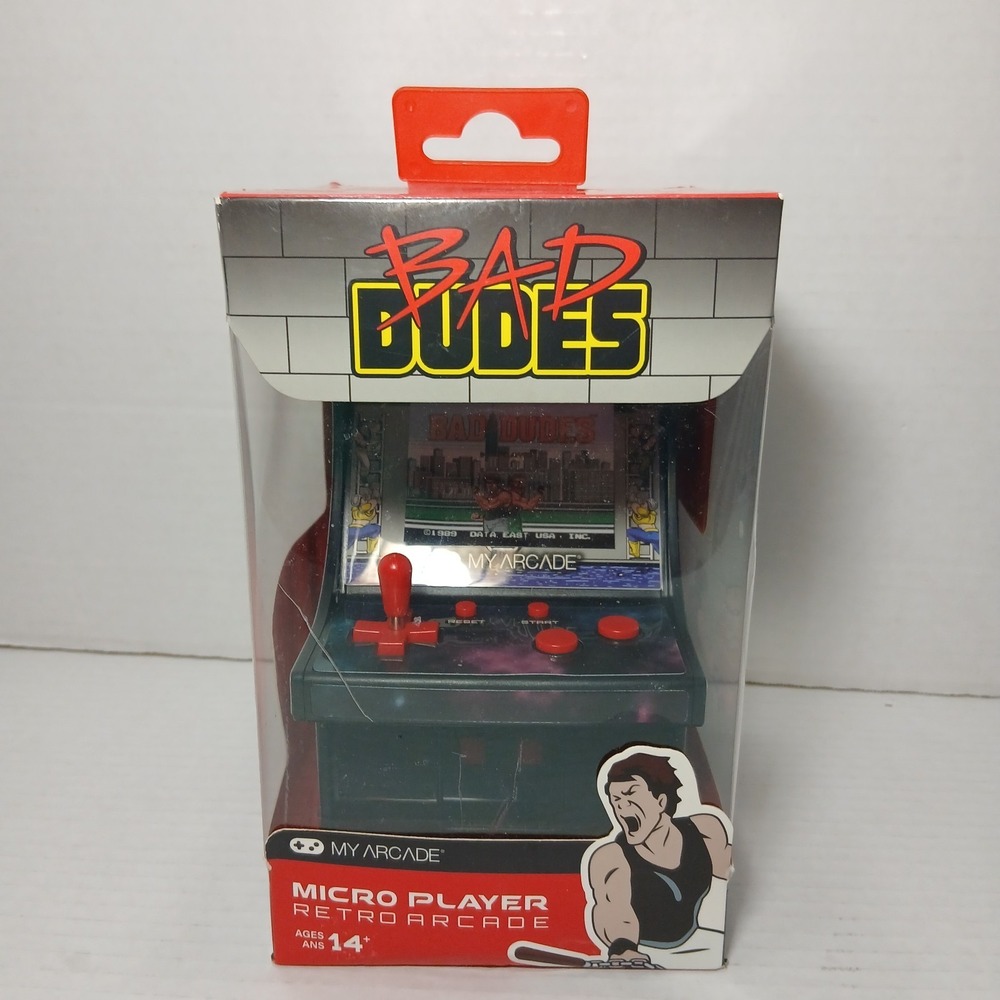 BAD
DUDES
BAD DUDES
©1989 DATA EAST USA, INC.
MY ARCADE
RESET START
MY ARCADE®
MICRO PLAYER
RETRO ARCADE
AGES
ANS 14+